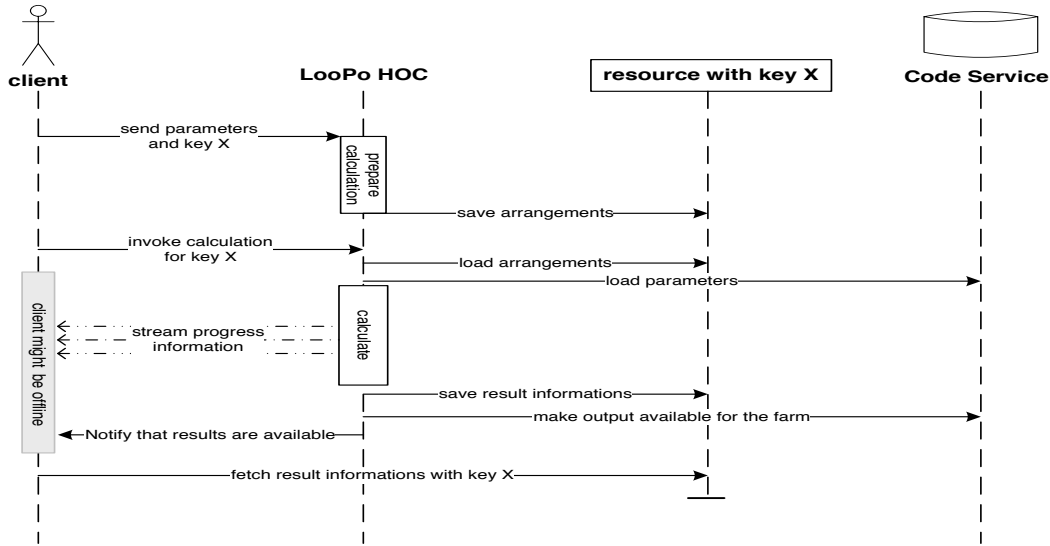 client
LooPo HOC
resource with key X
Code Service
send parameters
and key X
prepare
calculation
save arrangements
invoke calculation
for key X
load arrangements
load parameters
client might be offline
calculate
stream progress
information
save result informations
make output available for the farm
Notify that results are available
fetch result informations with key X